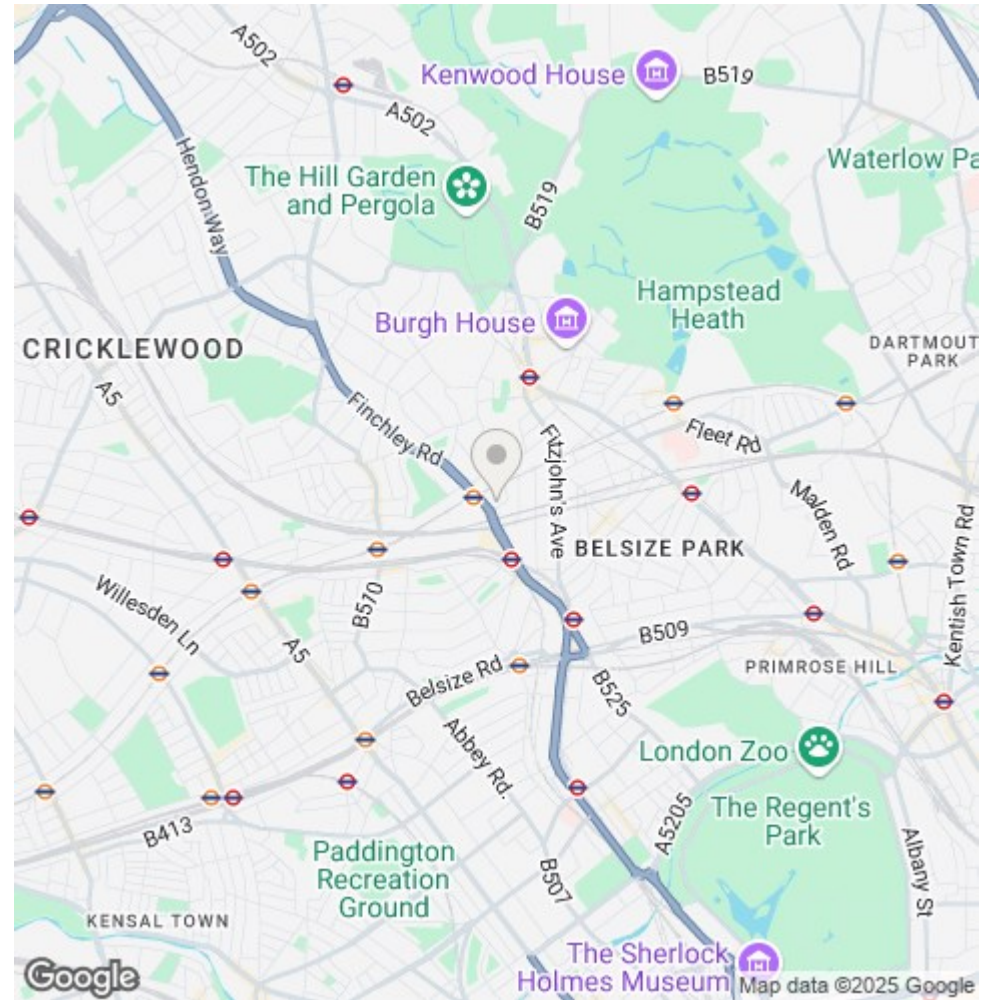 A502
Kenwood House
B519
A502
Hendon Way
The Hill Garden
and Pergola
B519
Waterlow Pa
Hampstead
Heath
Burgh House
CRICKLEWOOD
DARTMOUT
PARK
A5
Finchley Rd
Fitzjohn's Ave
Fleet Rd
Malden Rd
BELSIZE PARK
Kentish Town Rd
Willesden Ln
B510
A5
B509
PRIMROSE HILL
Belsize Rd
B525
Abbey Rd.
London Zoo
The Regent's
Park
A5205
B413
Paddington
Recreation
Ground
B507
Albany St
KENSAL TOWN
The Sherlock
Holmes Museum
Google
Map data ©2025 Google